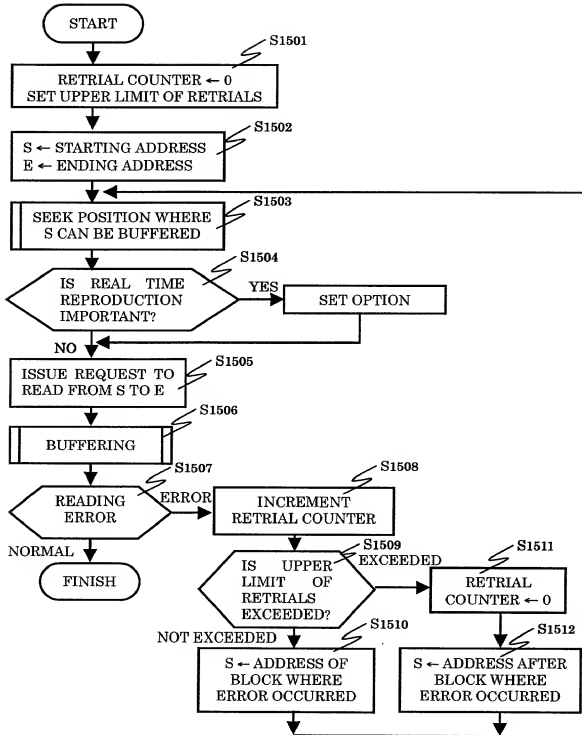 START
S1501
RETRIAL COUNTER ← 0
SET UPPER LIMIT OF RETRIALS
S1502
S ← STARTING ADDRESS
E ← ENDING ADDRESS
S1503
SEEK POSITION WHERE
S CAN BE BUFFERED
S1504
IS REAL TIME
REPRODUCTION
IMPORTANT?
YES
SET OPTION
NO
S1505
ISSUE REQUEST TO
READ FROM S TO E
S1506
BUFFERING
S1507
READING
ERROR
ERROR
NORMAL
FINISH
S1508
INCREMENT
RETRIAL COUNTER
S1509
IS UPPER
LIMIT OF
RETRIALS
EXCEEDED?
EXCEEDED
S1511
RETRIAL
COUNTER ← 0
NOT EXCEEDED
S1510
S ← ADDRESS OF
BLOCK WHERE
ERROR OCCURRED
S1512
S ← ADDRESS AFTER
BLOCK WHERE
ERROR OCCURRED